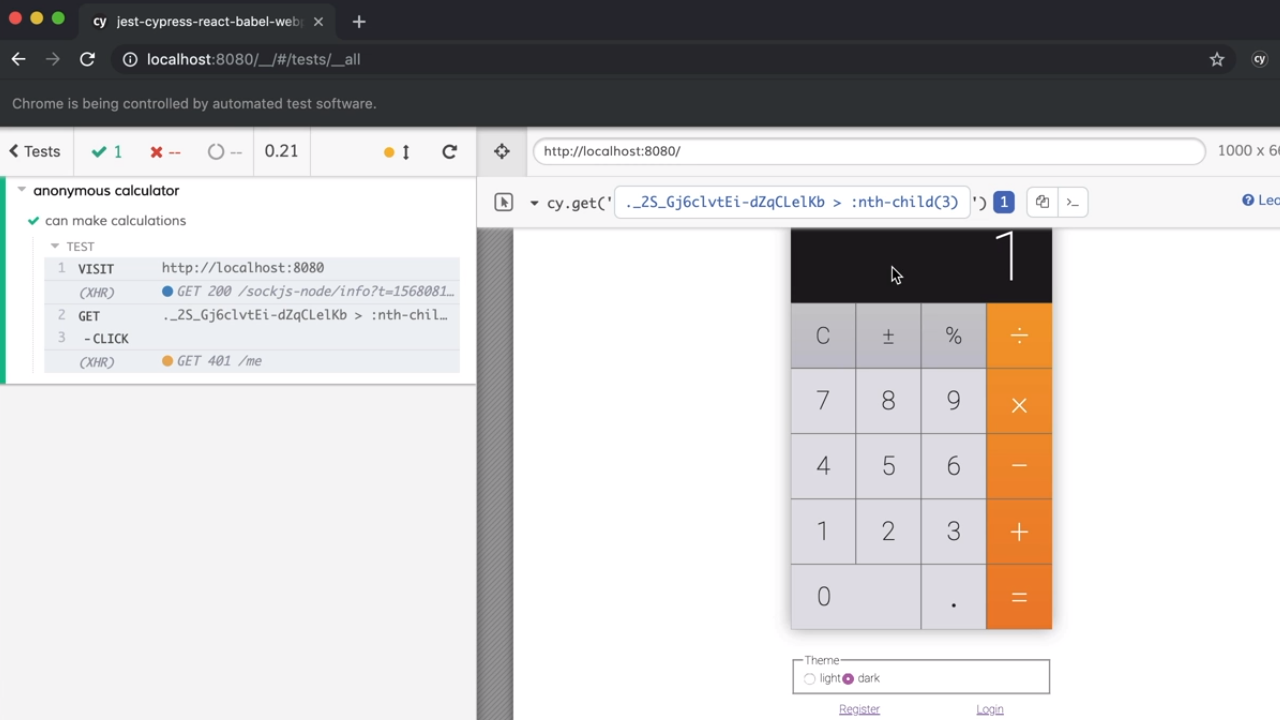 cy jest-cypress-react-babel-web
localhost:8080/__/#/tests/__all
cy
Chrome is being controlled by automated test software.
Tests 1 -- -- 0.21
http://localhost:8080/
1000 x 6
cy.get('._2S_Gj6clvtEi-dZqCLelKb > :nth-child(3)') 1
anonymous calculator
can make calculations
TEST
1 VISIT http://localhost:8080
(XHR) GET 200 /sockjs-node/info?t=1568081…
2 GET ._2S_Gj6clvtEi-dZqCLelKb > :nth-chil…
3 -CLICK
(XHR) GET 401 /me
1
C ± % ÷
7 8 9 ×
4 5 6 −
1 2 3 +
0 . =
Theme
light dark
Register Login